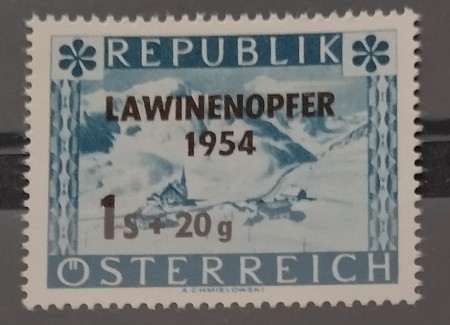 REPUBLIK
LAWINENOPFER
1954
1s + 20g
ÖSTERREICH
A.CHMIELOWSKI